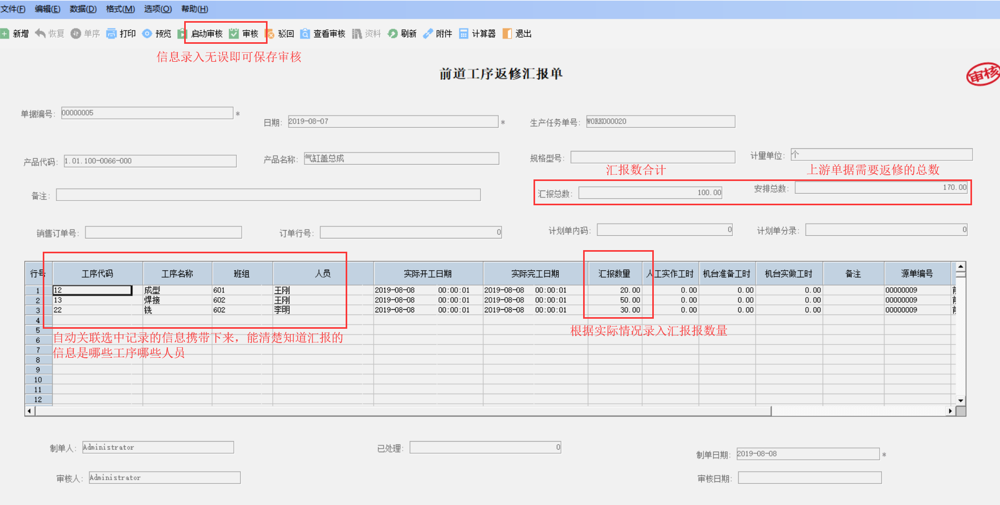 文件(F) 编辑(E) 数据(D) 格式(M) 选项(O) 帮助(H)
新增 恢复 单序 打印 预览 启动审核 审核 驳回 查看审核 资料 刷新 附件 计算器 退出
信息录入无误即可保存审核
前道工序返修汇报单
审核
单据编号: 00000005 *
日期: 2019-08-07 *
生产任务单号: WORK000020
产品代码: 1.01.100-0066-000
产品名称: 气缸盖总成
规格型号:
计量单位: 个
汇报数合计
上游单据需要返修的总数
备注:
汇报总数: 100.00
安排总数: 170.00
销售订单号:
订单行号: 0
计划单内码: 0
计划单分录: 0
行号 工序代码 工序名称 班组 人员 实际开工日期 实际完工日期 汇报数量 人工实作工时 机台准备工时 机台实做工时 备注 源单编号
1 12 成型 601 王刚 2019-08-08 00:00:01 2019-08-08 00:00:01 20.00 0.00 0.00 0.00 00000009
2 13 焊接 602 王刚 2019-08-08 00:00:01 2019-08-08 00:00:01 50.00 0.00 0.00 0.00 00000009
3 22 铣 602 李明 2019-08-08 00:00:01 2019-08-08 00:00:01 30.00 0.00 0.00 0.00 00000009
4
5
6
7
8
9
10
11
12
自动关联选中记录的信息携带下来，能清楚知道汇报的
信息是哪些工序哪些人员
根据实际情况录入汇报报数量
制单人: Administrator
已处理: 0
制单日期: 2019-08-08 *
审核人: Administrator
审核日期: